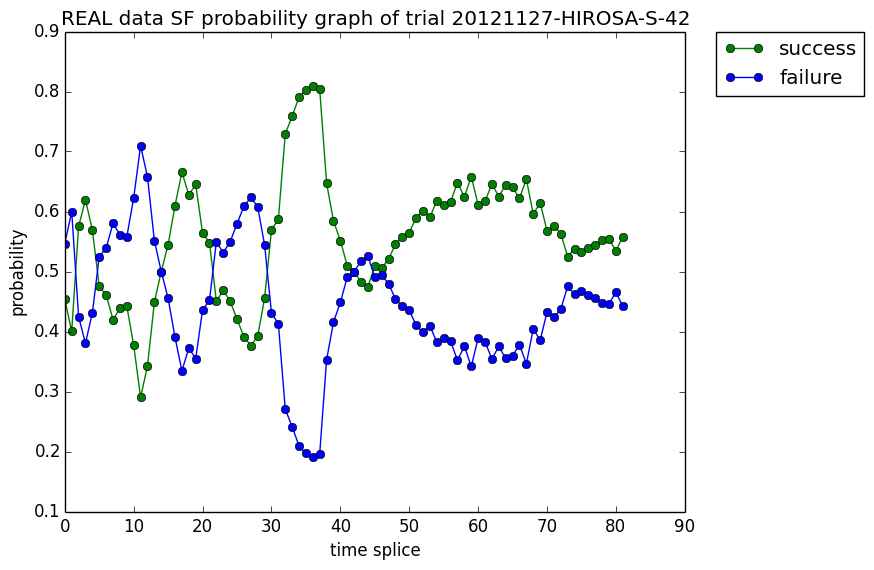 REAL data SF probability graph of trial 20121127-HIROSA-S-42
success
failure
0.9
0.8
0.7
0.6
0.5
0.4
0.3
0.2
0.1
probability
0 10 20 30 40 50 60 70 80 90
time splice